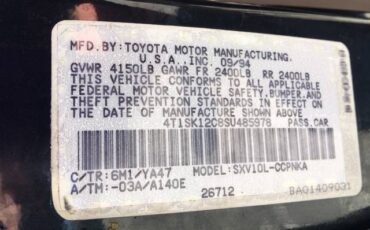 MFD. BY: TOYOTA MOTOR MANUFACTURING,
U.S.A., INC. 09/94
GVWR 4150LB GAWR FR 2400LB RR 2400LB
THIS VEHICLE CONFORMS TO ALL APPLICABLE
FEDERAL MOTOR VEHICLE SAFETY, BUMPER, AND
THEFT PREVENTION STANDARDS IN EFFECT ON
THE DATE OF MANUFACTURE SHOWN ABOVE.
4T1SK12C8SU485978 PASS. CAR
C/TR: 6M1/YA47 MODEL: SXV10L-CCPNKA
A/TM: -03A/A140E
26712 BA01409031